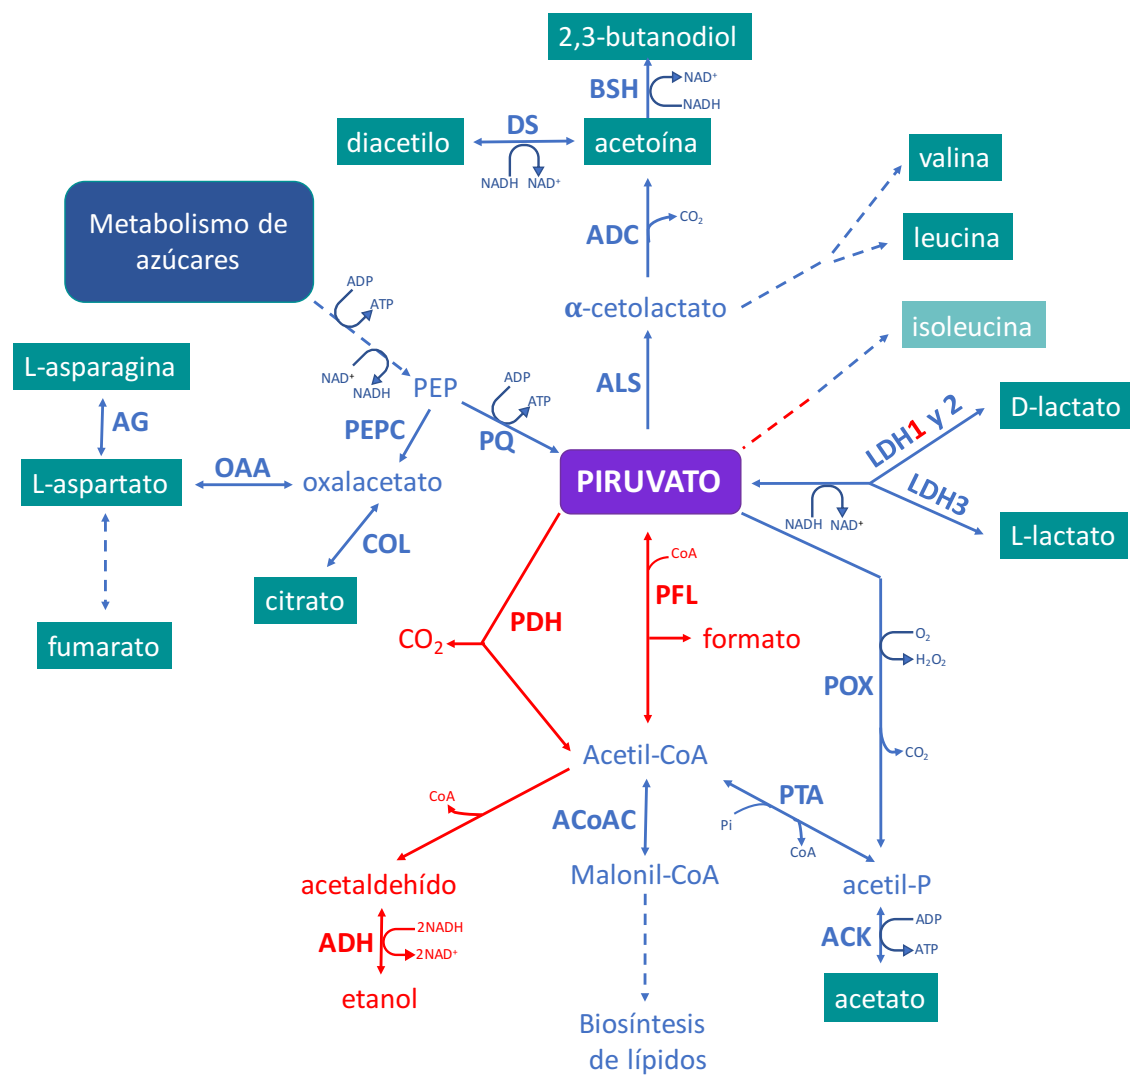 2,3-butanodiol
BSH
NAD⁺
NADH
diacetilo
DS
acetoína
NADH
NAD⁺
valina
Metabolismo de
azúcares
ADC
CO₂
leucina
ADP
ATP
α-cetolactato
isoleucina
L-asparagina
NAD⁺
NADH
PEP
ADP
ATP
ALS
D-lactato
AG
PEPC
PQ
LDH1 y 2
L-aspartato
OAA
oxalacetato
PIRUVATO
LDH3
NADH
NAD⁺
L-lactato
COL
CoA
citrato
PFL
fumarato
CO₂
PDH
formato
O₂
H₂O₂
POX
Acetil-CoA
CO₂
CoA
ACoAC
PTA
Pi
CoA
acetaldehído
Malonil-CoA
acetil-P
ADH
2NADH
2NAD⁺
ACK
ADP
ATP
etanol
acetato
Biosíntesis
de lípidos